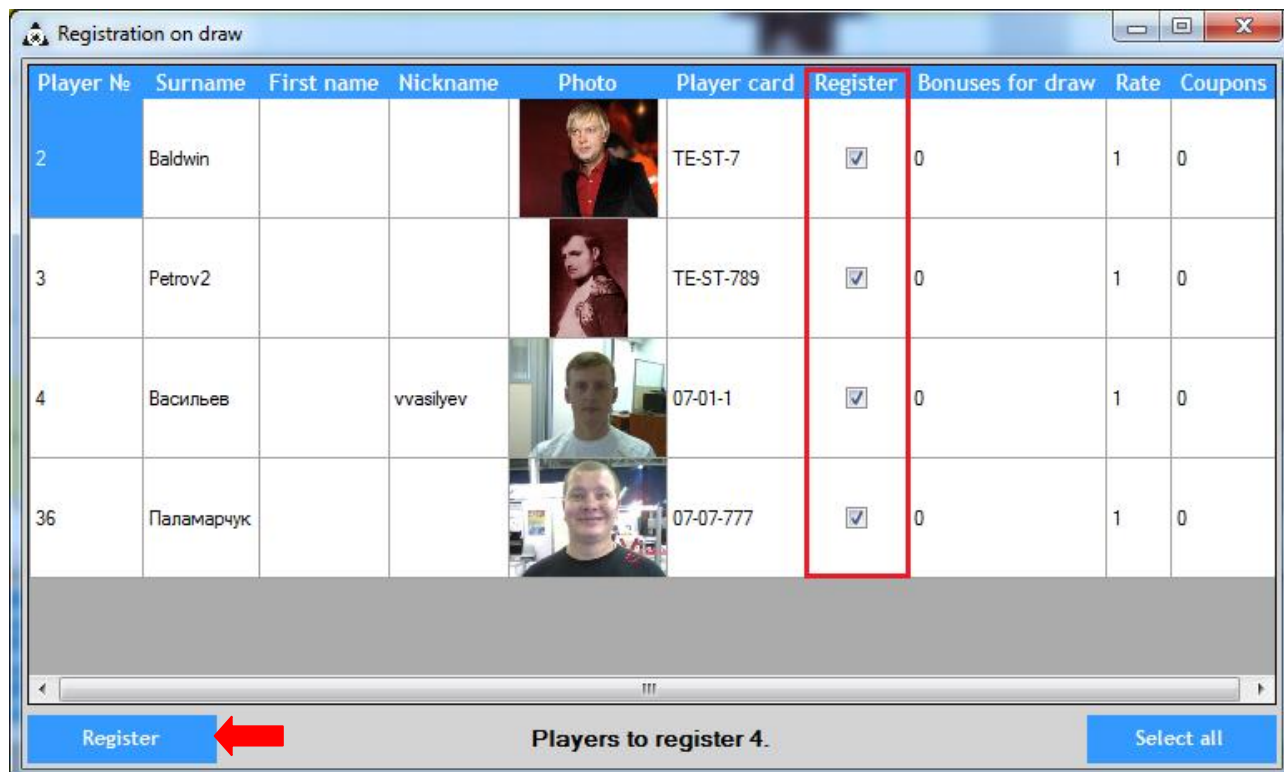 Registration on draw
Player № Surname First name Nickname Photo Player card Register Bonuses for draw Rate Coupons
2 Baldwin TE-ST-7 0 1 0
3 Petrov2 TE-ST-789 0 1 0
4 Васильев vvasilyev 07-01-1 0 1 0
36 Паламарчук 07-07-777 0 1 0
Register Players to register 4. Select all